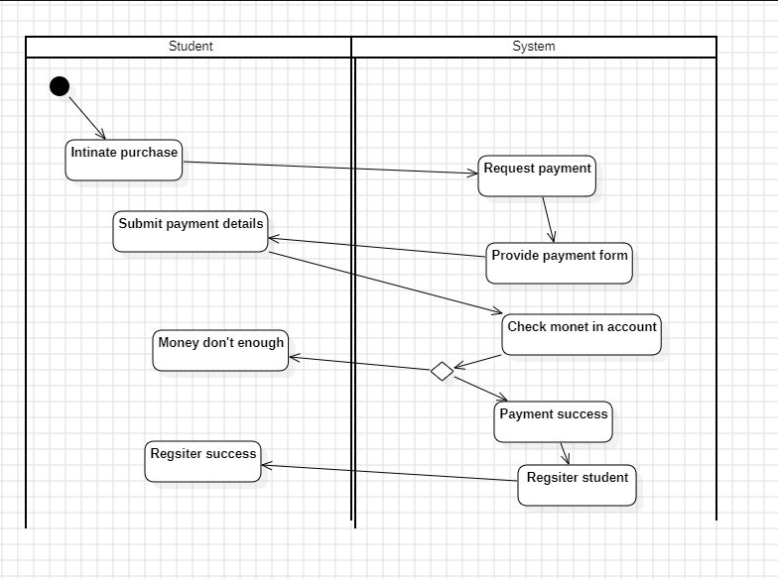 Student
System
Intinate purchase
Request payment
Submit payment details
Provide payment form
Check monet in account
Money don't enough
Payment success
Regsiter success
Regsiter student